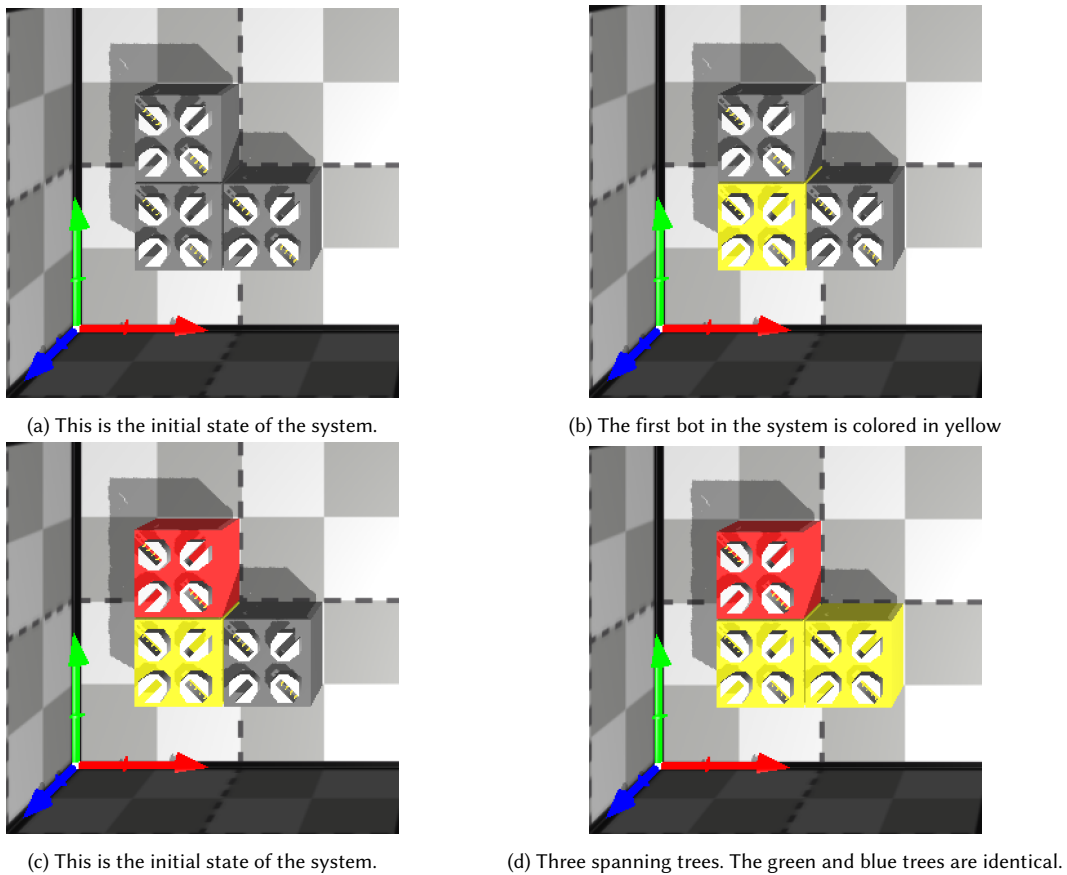 (a) This is the initial state of the system.
(b) The first bot in the system is colored in yellow
(c) This is the initial state of the system.
(d) Three spanning trees. The green and blue trees are identical.